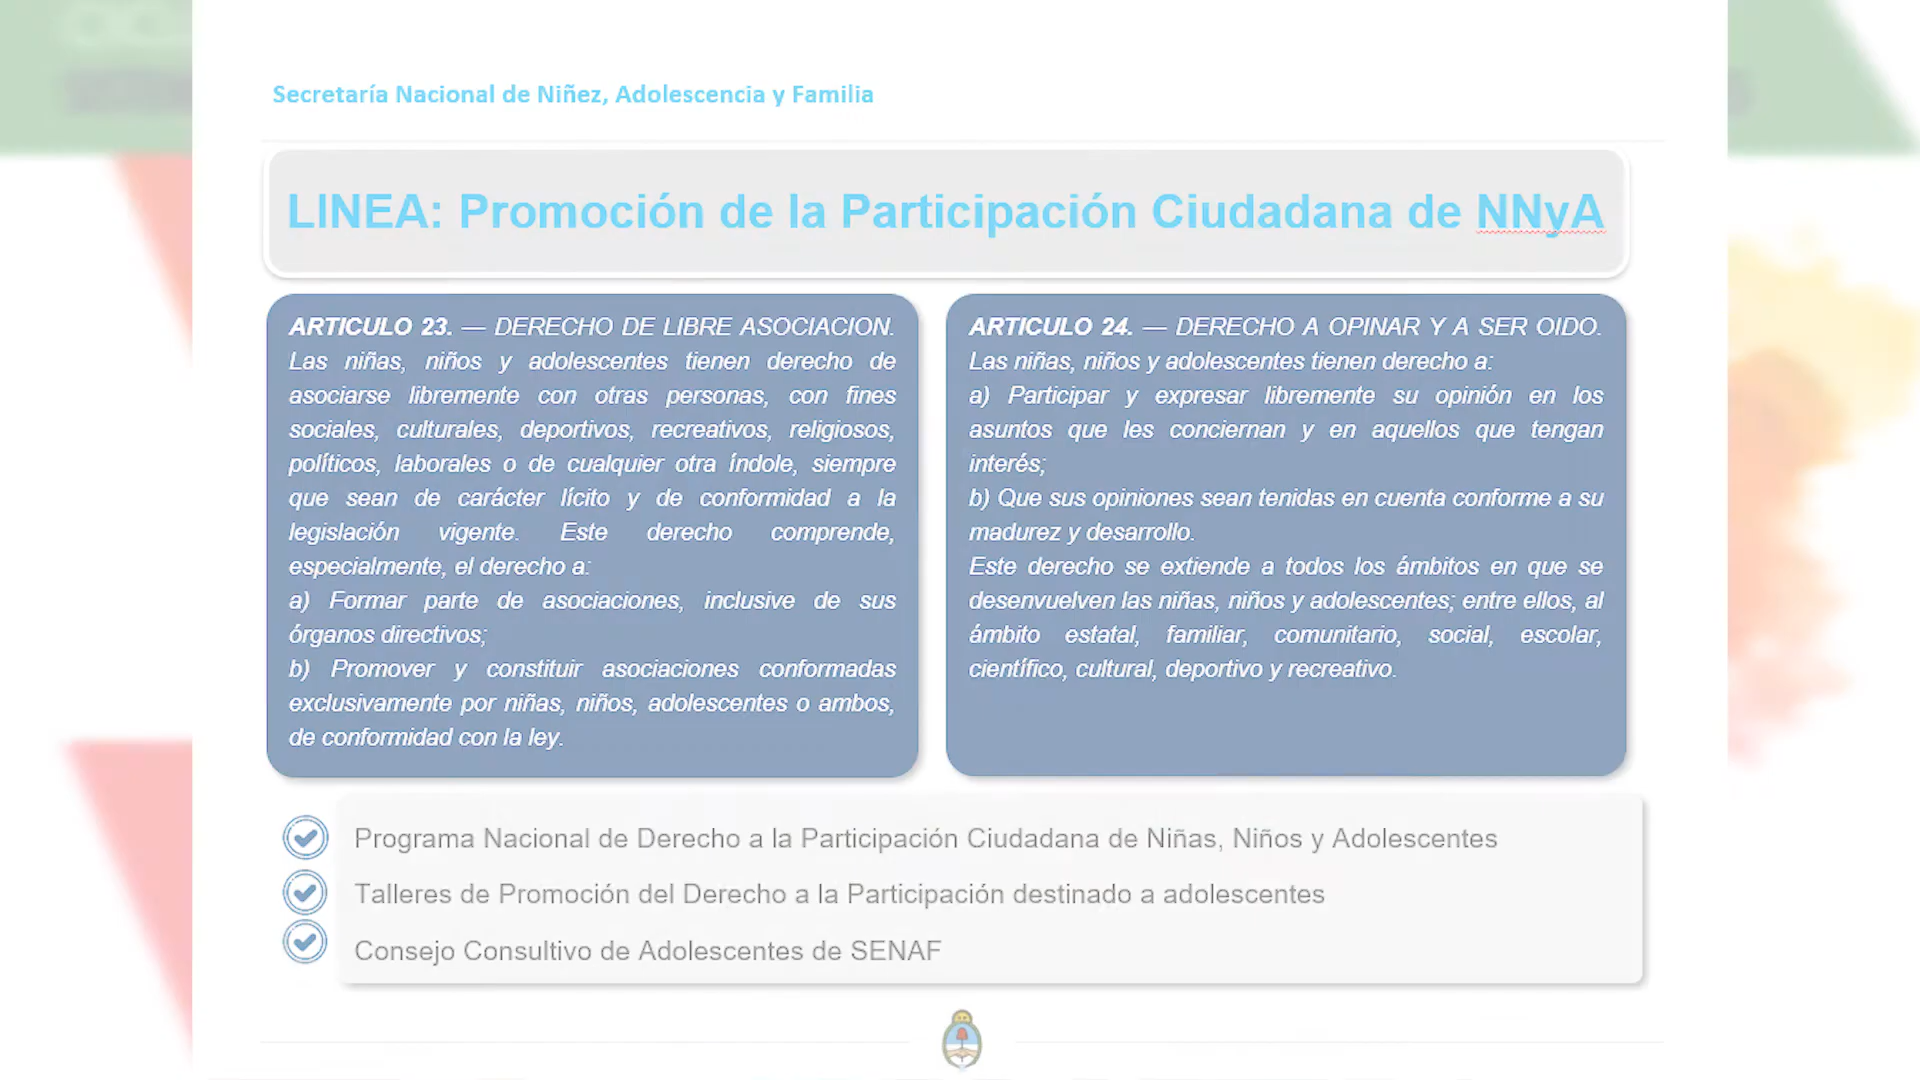 Secretaría Nacional de Niñez, Adolescencia y Familia
LINEA: Promoción de la Participación Ciudadana de NNyA
ARTICULO 23. — DERECHO DE LIBRE ASOCIACION.
Las niñas, niños y adolescentes tienen derecho de
asociarse libremente con otras personas, con fines
sociales, culturales, deportivos, recreativos, religiosos,
políticos, laborales o de cualquier otra índole, siempre
que sean de carácter lícito y de conformidad a la
legislación vigente. Este derecho comprende,
especialmente, el derecho a:
a) Formar parte de asociaciones, inclusive de sus
órganos directivos;
b) Promover y constituir asociaciones conformadas
exclusivamente por niñas, niños, adolescentes o ambos,
de conformidad con la ley.
ARTICULO 24. — DERECHO A OPINAR Y A SER OIDO.
Las niñas, niños y adolescentes tienen derecho a:
a) Participar y expresar libremente su opinión en los
asuntos que les conciernan y en aquellos que tengan
interés;
b) Que sus opiniones sean tenidas en cuenta conforme a su
madurez y desarrollo.
Este derecho se extiende a todos los ámbitos en que se
desenvuelven las niñas, niños y adolescentes; entre ellos, al
ámbito estatal, familiar, comunitario, social, escolar,
científico, cultural, deportivo y recreativo.
Programa Nacional de Derecho a la Participación Ciudadana de Niñas, Niños y Adolescentes
Talleres de Promoción del Derecho a la Participación destinado a adolescentes
Consejo Consultivo de Adolescentes de SENAF